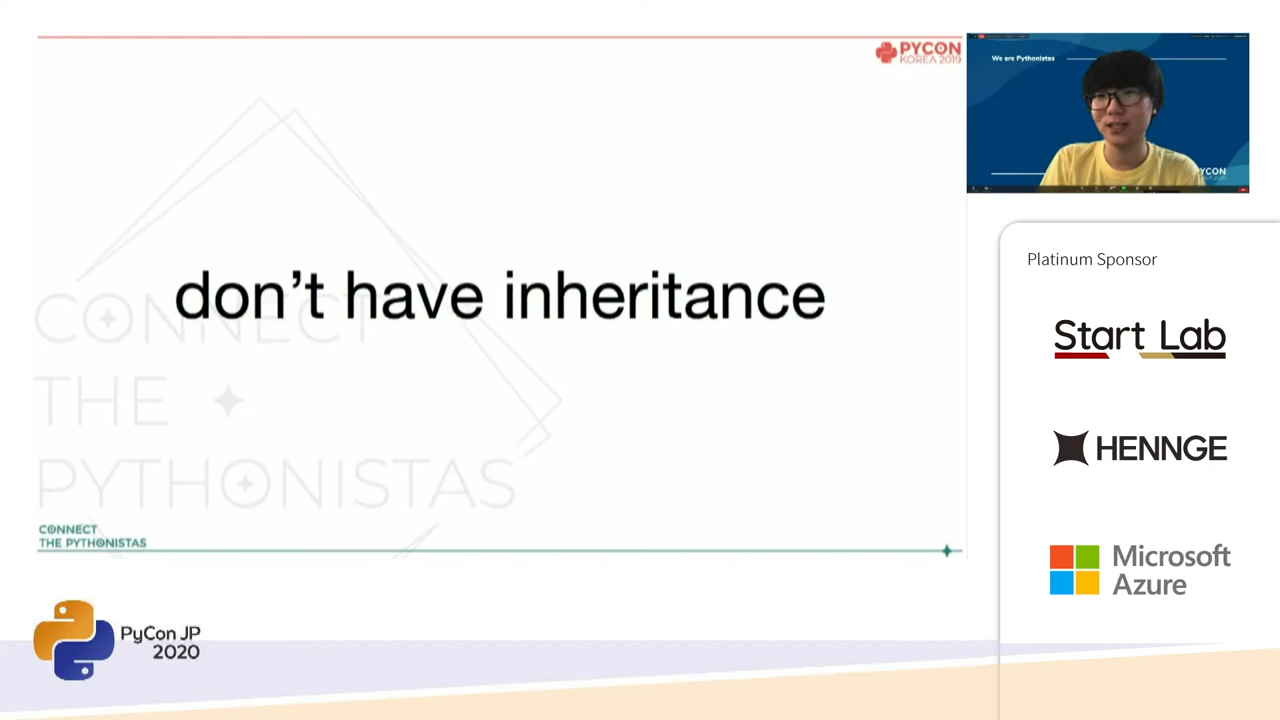 PYCON
KOREA 2019
don't have inheritance
CONNECT
THE
PYTHONISTAS
CONNECT
THE PYTHONISTAS
We are Pythonistas
PYCON
Platinum Sponsor
Start Lab
HENNGE
Microsoft
Azure
PyCon JP
2020